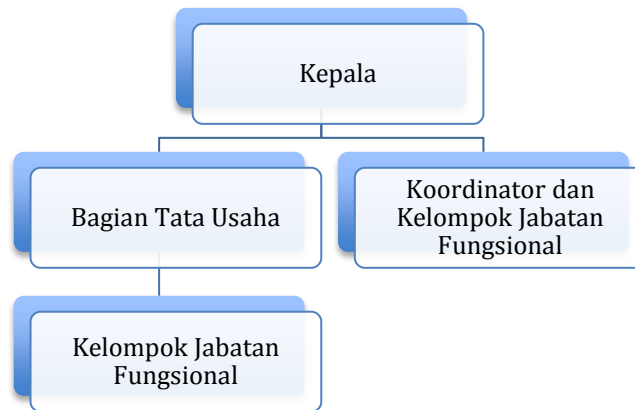 Kepala
Bagian Tata Usaha
Koordinator dan
Kelompok Jabatan
Fungsional
Kelompok Jabatan
Fungsional